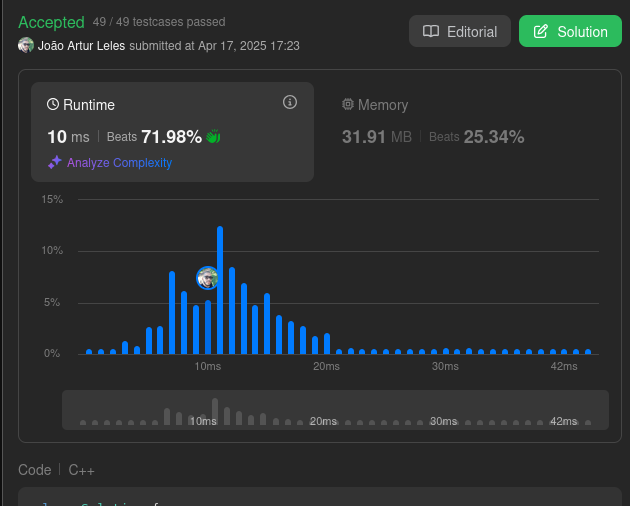 Accepted 49 / 49 testcases passed
João Artur Leles submitted at Apr 17, 2025 17:23
Editorial
Solution
Runtime
10 ms | Beats 71.98%
Analyze Complexity
Memory
31.91 MB | Beats 25.34%
15%
10%
5%
0%
10ms 20ms 30ms 42ms
10ms 20ms 30ms 42ms
Code | C++